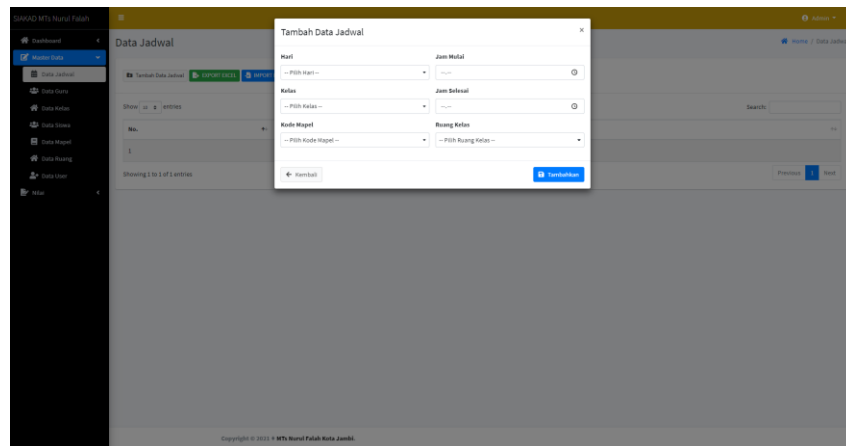 SIAKAD MTs Nurul Falah
Admin
Dashboard
Master Data
Data Jadwal
Data Guru
Data Kelas
Data Siswa
Data Mapel
Data Ruang
Data User
Nilai
Data Jadwal
Home / Data Jadwal
Tambah Data Jadwal
EXPORT EXCEL
IMPORT
Show 10 entries
Search:
No.
1
Showing 1 to 1 of 1 entries
Previous 1 Next
Tambah Data Jadwal ×
Hari
-- Pilih Hari --
Jam Mulai
--:--
Kelas
-- Pilih Kelas --
Jam Selesai
--:--
Kode Mapel
-- Pilih Kode Mapel --
Ruang Kelas
-- Pilih Ruang Kelas --
Kembali
Tambahkan
Copyright © 2023 # MTs Nurul Falah Kota Jambi.